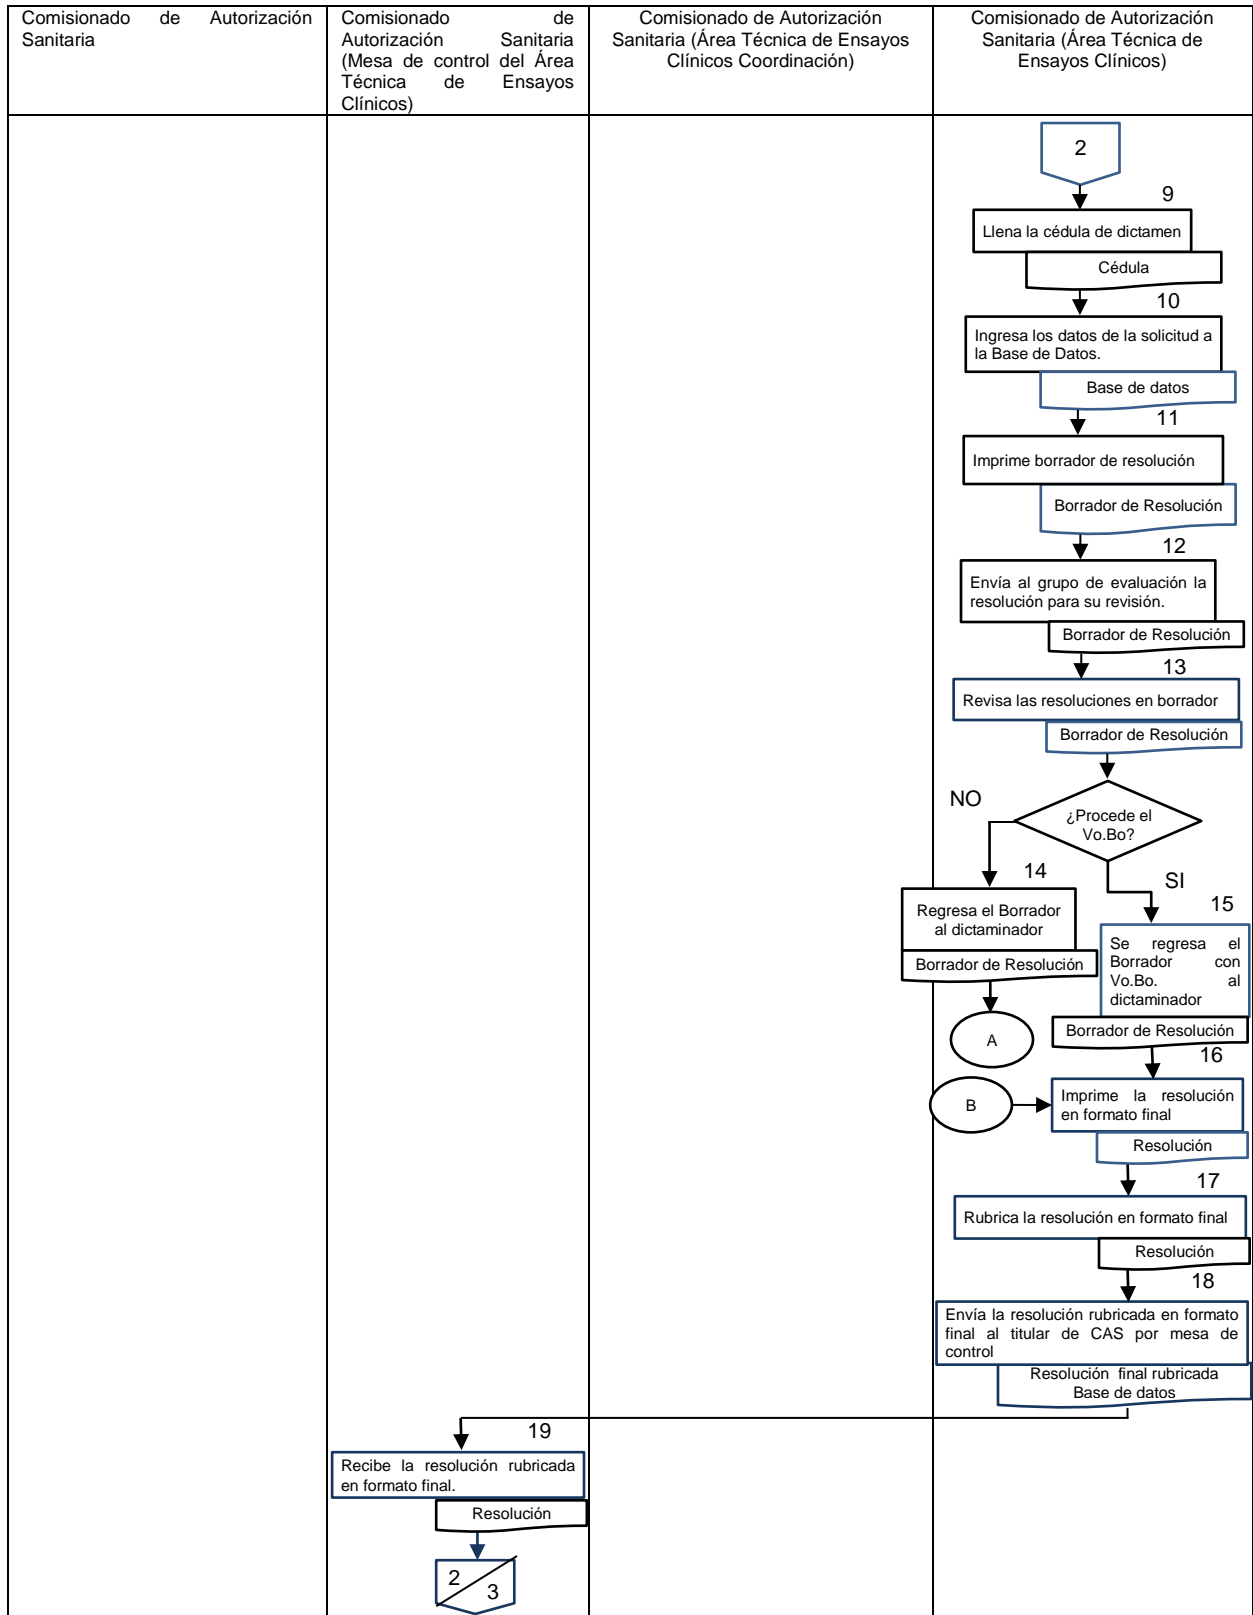 Comisionado de Autorización
Sanitaria
Comisionado de
Autorización Sanitaria
(Mesa de control del Área
Técnica de Ensayos
Clínicos)
Comisionado de Autorización
Sanitaria (Área Técnica de Ensayos
Clínicos Coordinación)
Comisionado de Autorización
Sanitaria (Área Técnica de
Ensayos Clínicos)
2
9
Llena la cédula de dictamen
Cédula
10
Ingresa los datos de la solicitud a
la Base de Datos.
Base de datos
11
Imprime borrador de resolución
Borrador de Resolución
12
Envía al grupo de evaluación la
resolución para su revisión.
Borrador de Resolución
13
Revisa las resoluciones en borrador
Borrador de Resolución
¿Procede el
Vo.Bo?
NO
14
Regresa el Borrador
al dictaminador
Borrador de Resolución
A
SI
15
Se regresa el
Borrador con
Vo.Bo. al
dictaminador
Borrador de Resolución
16
B
Imprime la resolución
en formato final
Resolución
17
Rubrica la resolución en formato final
Resolución
18
Envía la resolución rubricada en formato
final al titular de CAS por mesa de
control
Resolución final rubricada
Base de datos
19
Recibe la resolución rubricada
en formato final.
Resolución
2
3